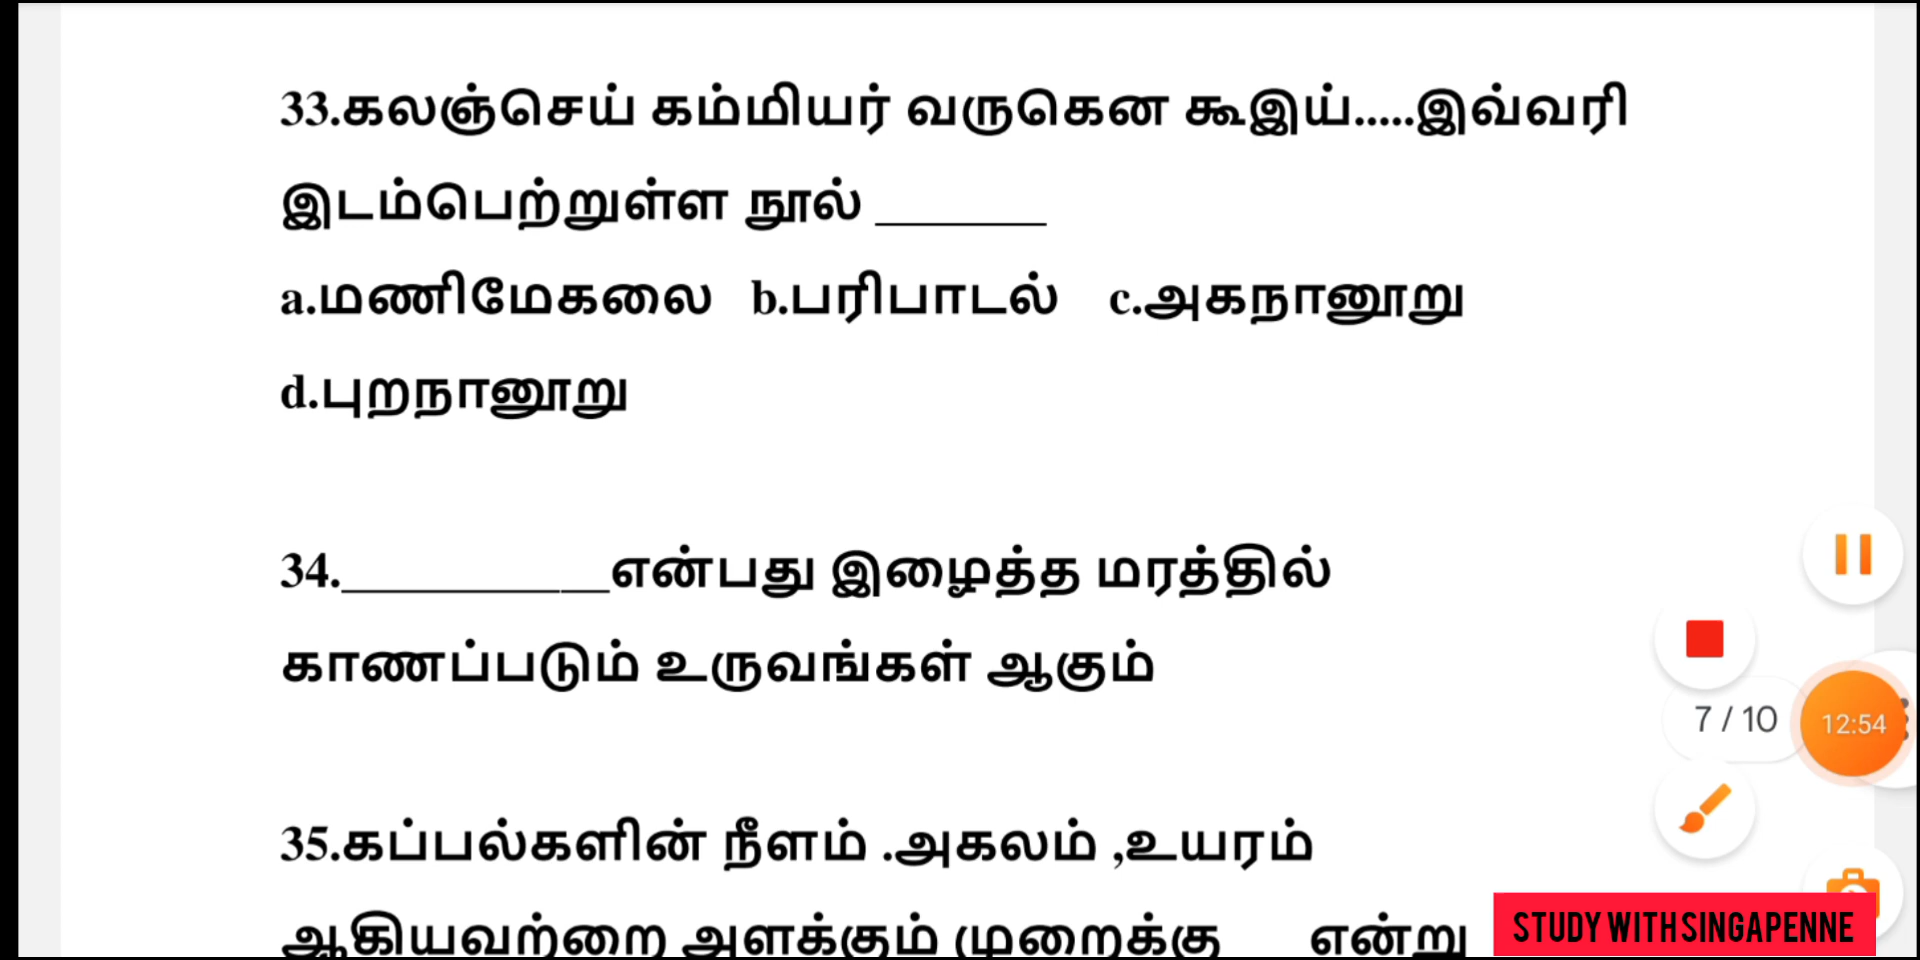 33.கலஞ்செய் கம்மியர் வருகென கூஇய்.....இவ்வரி
இடம்பெற்றுள்ள நூல் _______
a.மணிமேகலை b.பரிபாடல் c.அகநானூறு
d.புறநானூறு
34.___________என்பது இழைத்த மரத்தில்
காணப்படும் உருவங்கள் ஆகும்
35.கப்பல்களின் நீளம் .அகலம் ,உயரம்
ஆகியவற்றை அளக்கும் முறைக்கு என்று
7 / 10
12:54
STUDY WITH SINGAPENNE